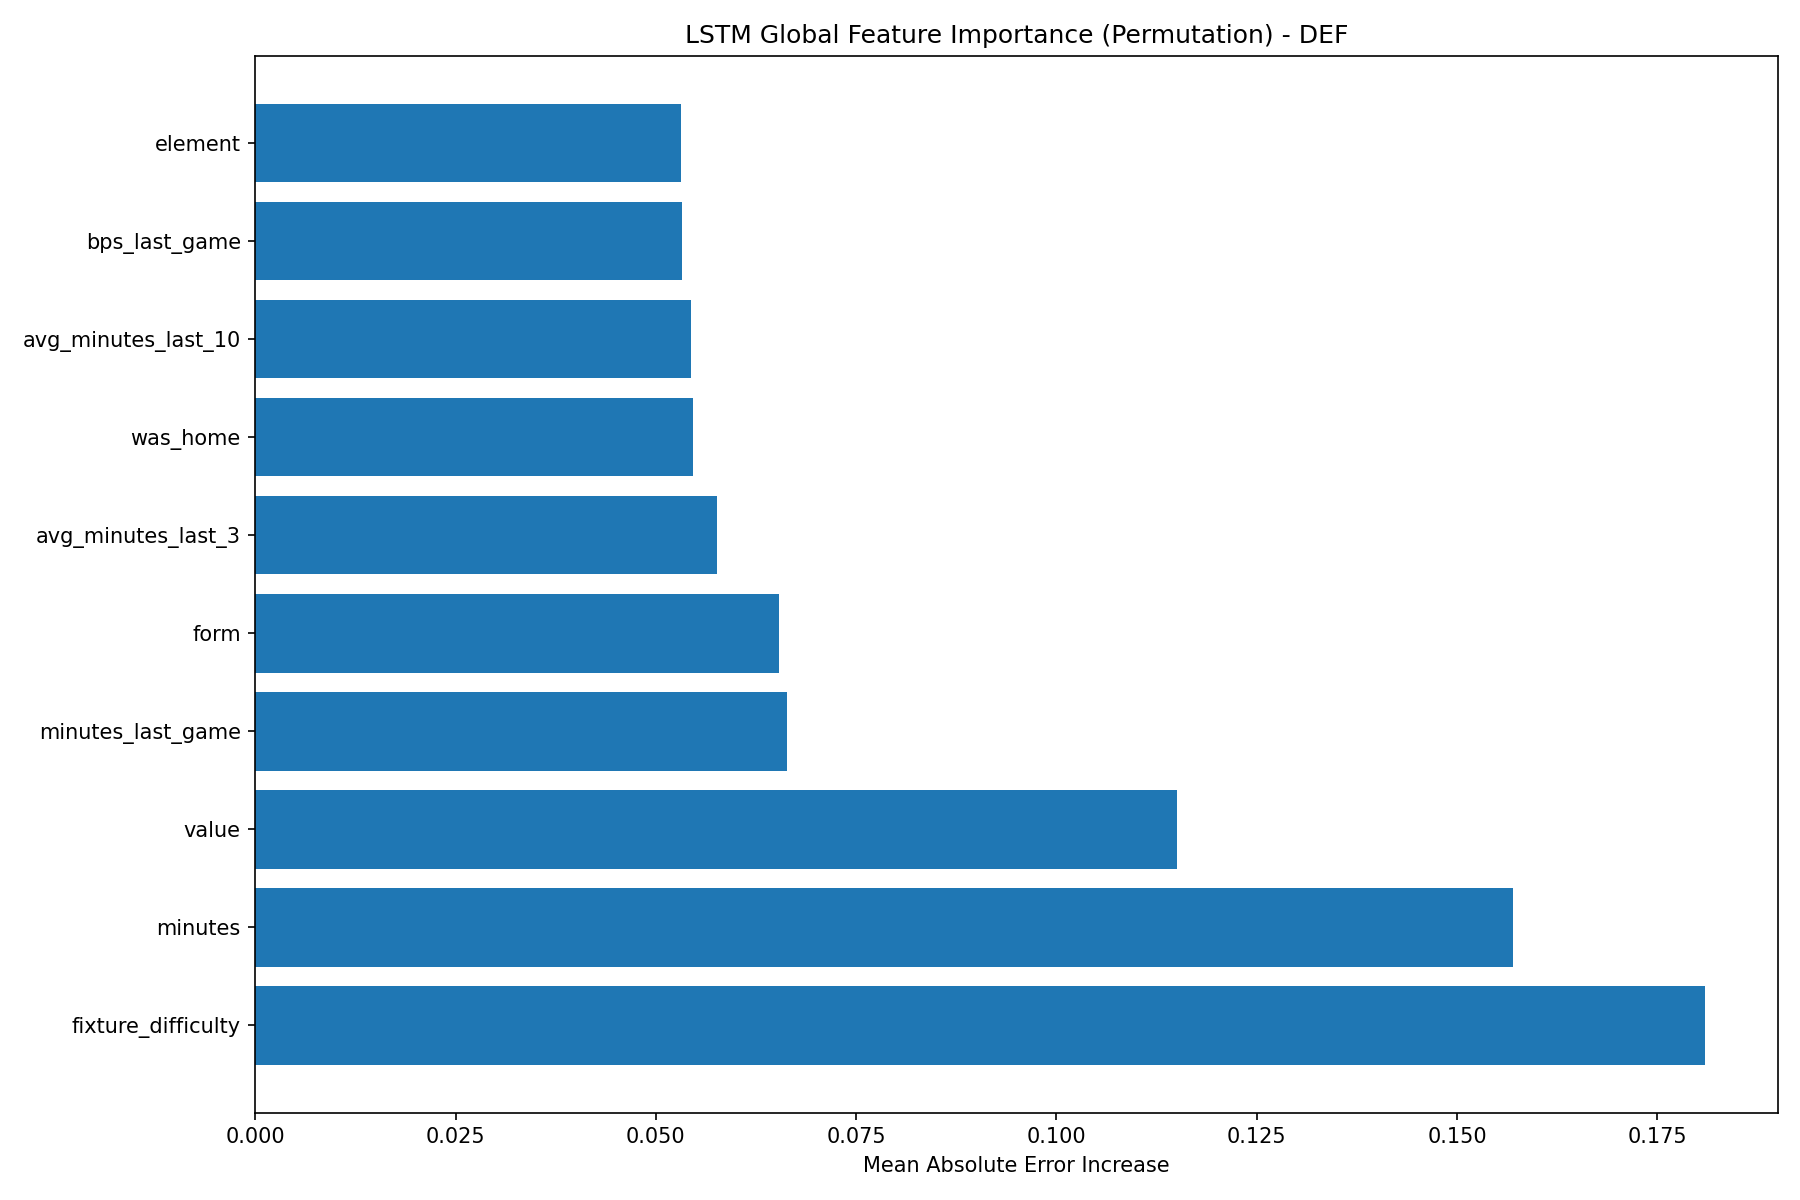 LSTM Global Feature Importance (Permutation) - DEF
element
bps_last_game
avg_minutes_last_10
was_home
avg_minutes_last_3
form
minutes_last_game
value
minutes
fixture_difficulty
0.000 0.025 0.050 0.075 0.100 0.125 0.150 0.175
Mean Absolute Error Increase